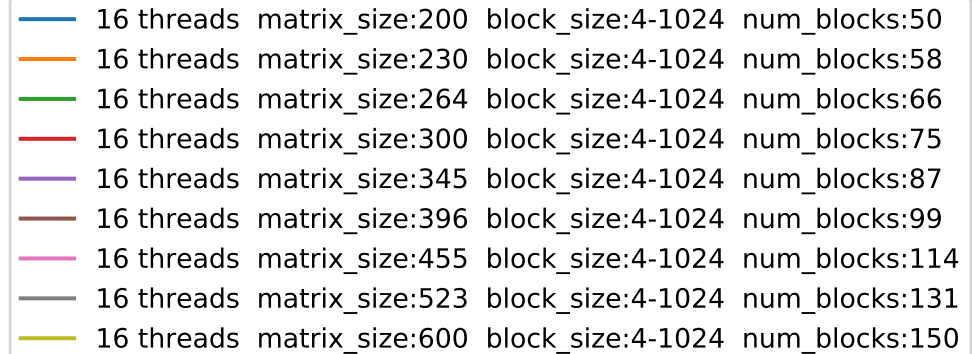 16 threads  matrix_size:200  block_size:4-1024  num_blocks:50
16 threads  matrix_size:230  block_size:4-1024  num_blocks:58
16 threads  matrix_size:264  block_size:4-1024  num_blocks:66
16 threads  matrix_size:300  block_size:4-1024  num_blocks:75
16 threads  matrix_size:345  block_size:4-1024  num_blocks:87
16 threads  matrix_size:396  block_size:4-1024  num_blocks:99
16 threads  matrix_size:455  block_size:4-1024  num_blocks:114
16 threads  matrix_size:523  block_size:4-1024  num_blocks:131
16 threads  matrix_size:600  block_size:4-1024  num_blocks:150